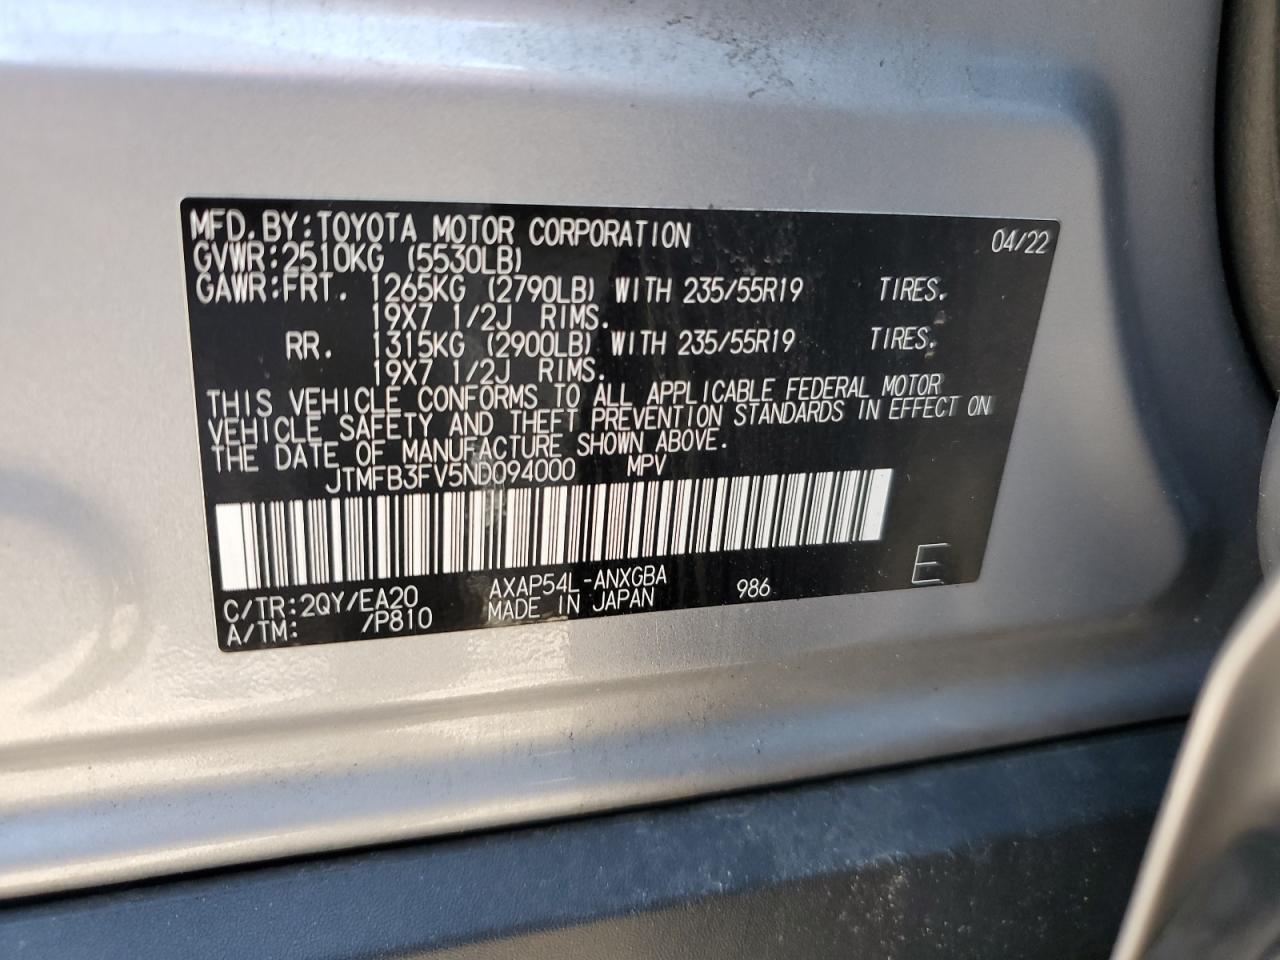 MFD. BY: TOYOTA MOTOR CORPORATION 04/22
GVWR: 2510KG (5530LB)
GAWR: FRT. 1265KG (2790LB) WITH 235/55R19 TIRES.
19X7 1/2J RIMS.
RR. 1315KG (2900LB) WITH 235/55R19 TIRES.
19X7 1/2J RIMS.
THIS VEHICLE CONFORMS TO ALL APPLICABLE FEDERAL MOTOR
VEHICLE SAFETY AND THEFT PREVENTION STANDARDS IN EFFECT ON
THE DATE OF MANUFACTURE SHOWN ABOVE.
JTMFB3FV5ND094000 MPV
C/TR: 2QY/EA20 AXAP54L-ANXGBA 986 E
A/TM: /P810 MADE IN JAPAN